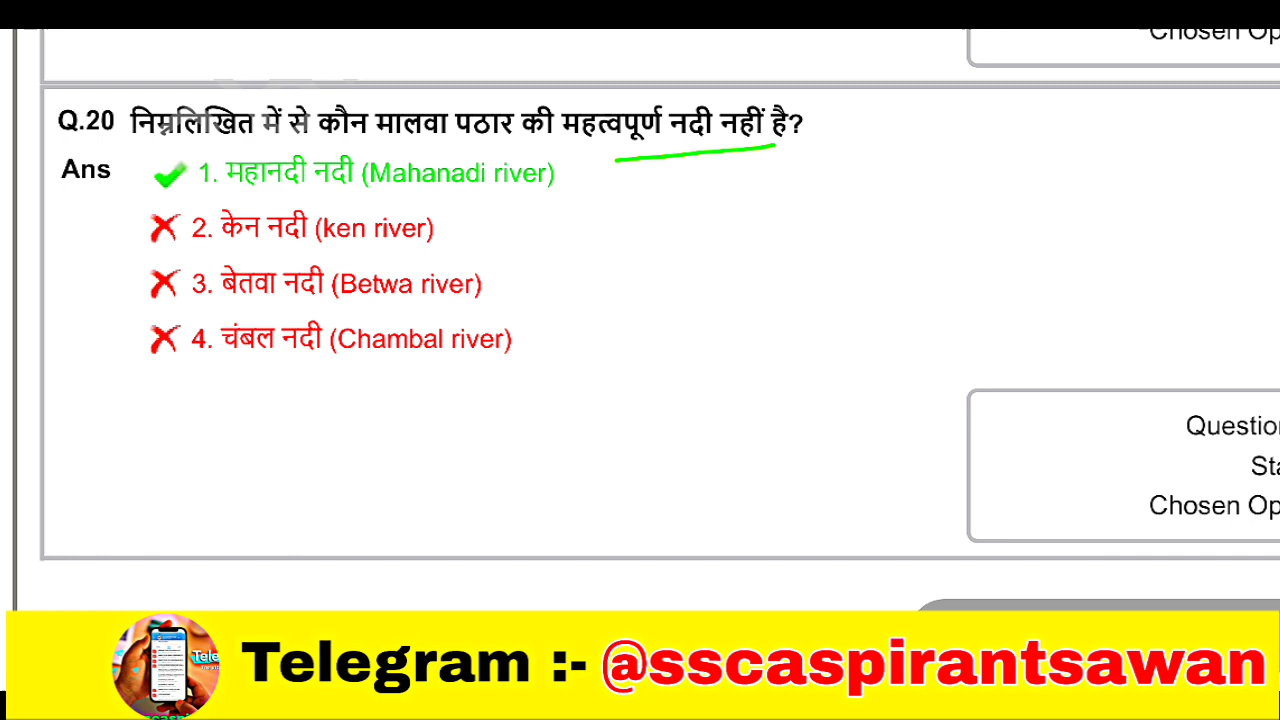 Chosen Op
Q.20 निम्नलिखित में से कौन मालवा पठार की महत्वपूर्ण नदी नहीं है?
Ans 1. महानदी नदी (Mahanadi river)
2. केन नदी (ken river)
3. बेतवा नदी (Betwa river)
4. चंबल नदी (Chambal river)
Question
Sta
Chosen Op
Telegram :- @sscaspirantsawan